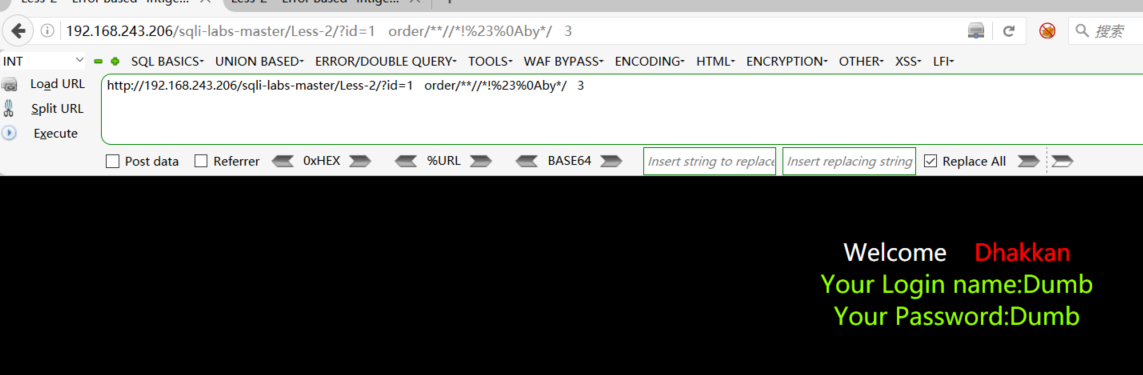 Less-2 **Error Based- Intige... × Less-2 **Error Based- Intige... × +
192.168.243.206/sqli-labs-master/Less-2/?id=1 order/**//*!%23%0Aby*/ 3 搜索
INT SQL BASICS UNION BASED ERROR/DOUBLE QUERY TOOLS WAF BYPASS ENCODING HTML ENCRYPTION OTHER XSS LFI
Load URL http://192.168.243.206/sqli-labs-master/Less-2/?id=1 order/**//*!%23%0Aby*/ 3
Split URL
Execute
Post data Referrer 0xHEX %URL BASE64 Insert string to replace Insert replacing string Replace All
Welcome Dhakkan
Your Login name:Dumb
Your Password:Dumb